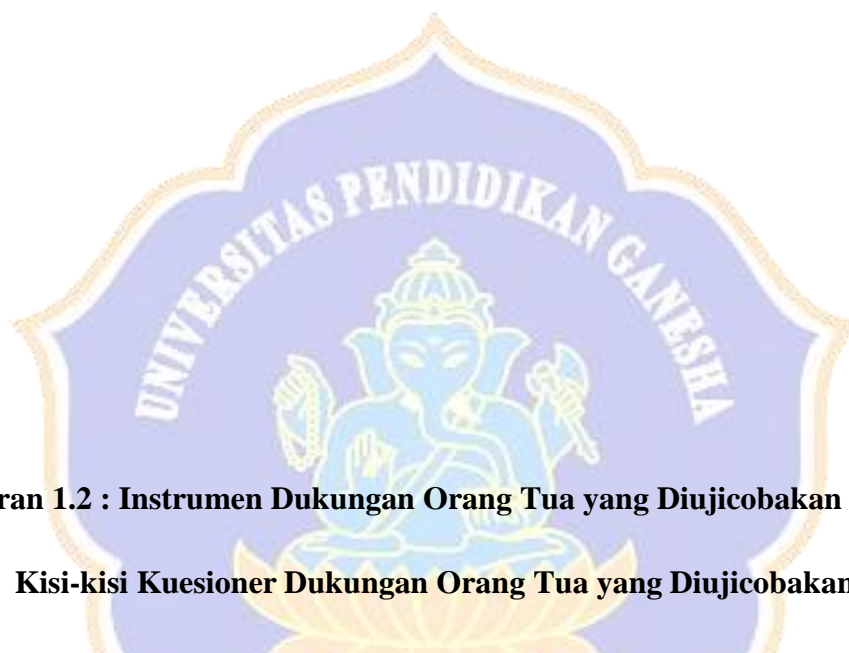 UNIVERSITAS PENDIDIKAN GANESHA
ran 1.2 : Instrumen Dukungan Orang Tua yang Diujicobakan
Kisi-kisi Kuesioner Dukungan Orang Tua yang Diujicobakan